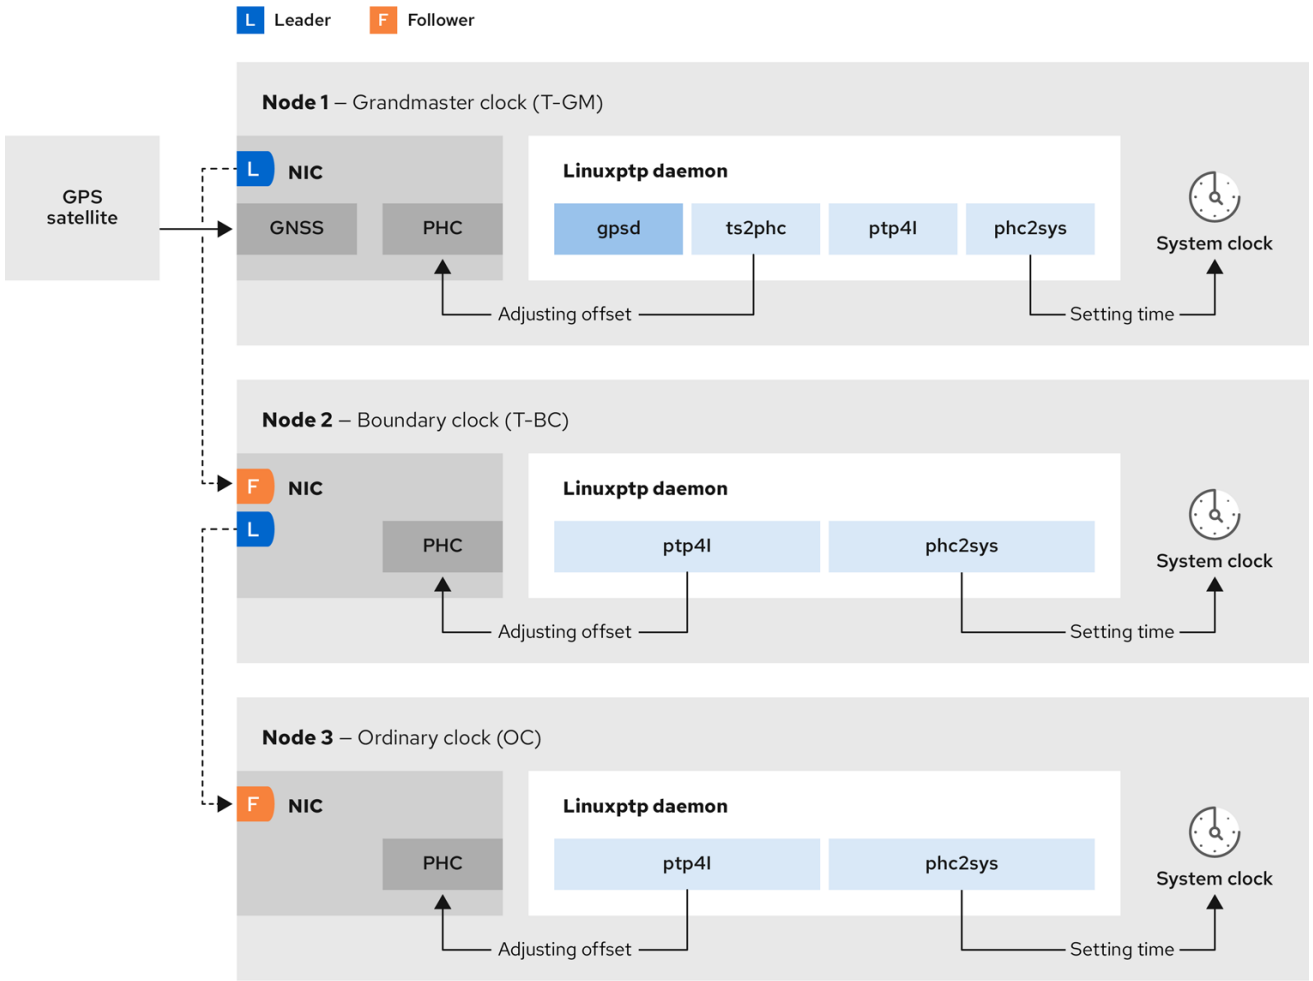 L Leader F Follower
Node 1 – Grandmaster clock (T-GM)
GPS
satellite
L NIC
GNSS PHC
Linuxptp daemon
gpsd ts2phc ptp4l phc2sys
System clock
Adjusting offset
Setting time
Node 2 – Boundary clock (T-BC)
F NIC
L
PHC
Linuxptp daemon
ptp4l phc2sys
System clock
Adjusting offset
Setting time
Node 3 – Ordinary clock (OC)
F NIC
PHC
Linuxptp daemon
ptp4l phc2sys
System clock
Adjusting offset
Setting time